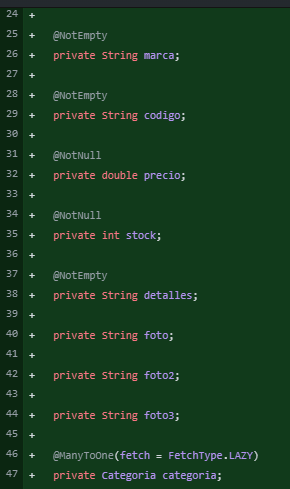 24 +
25 + @NotEmpty
26 + private String marca;
27 +
28 + @NotEmpty
29 + private String codigo;
30 +
31 + @NotNull
32 + private double precio;
33 +
34 + @NotNull
35 + private int stock;
36 +
37 + @NotEmpty
38 + private String detalles;
39 +
40 + private String foto;
41 +
42 + private String foto2;
43 +
44 + private String foto3;
45 +
46 + @ManyToOne(fetch = FetchType.LAZY)
47 + private Categoria categoria;